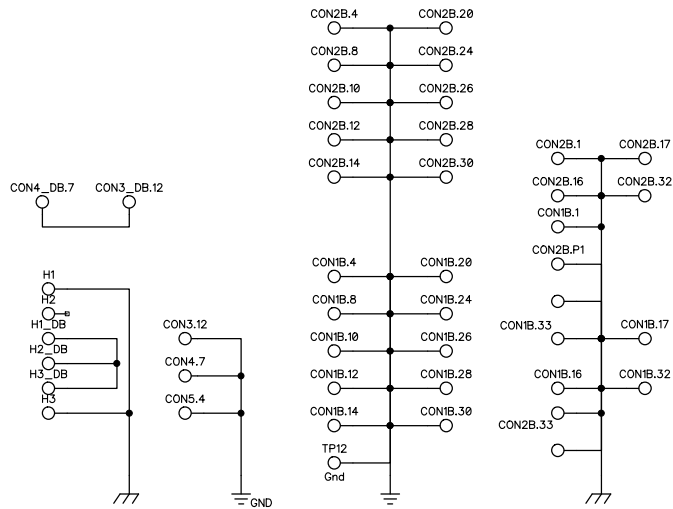 CON2B.4 CON2B.20
CON2B.8 CON2B.24
CON2B.10 CON2B.26
CON2B.12 CON2B.28
CON2B.14 CON2B.30
CON2B.1 CON2B.17
CON2B.16 CON2B.32
CON4_DB.7 CON3_DB.12
CON1B.1
CON2B.P1
CON1B.4 CON1B.20
H1
CON1B.8 CON1B.24
H2
H1_DB
CON3.12
CON1B.33 CON1B.17
CON1B.10 CON1B.26
H2_DB
CON4.7
H3_DB
CON1B.12 CON1B.28
CON1B.16 CON1B.32
H3
CON5.4
CON1B.14 CON1B.30
CON2B.33
TP12
Gnd
GND